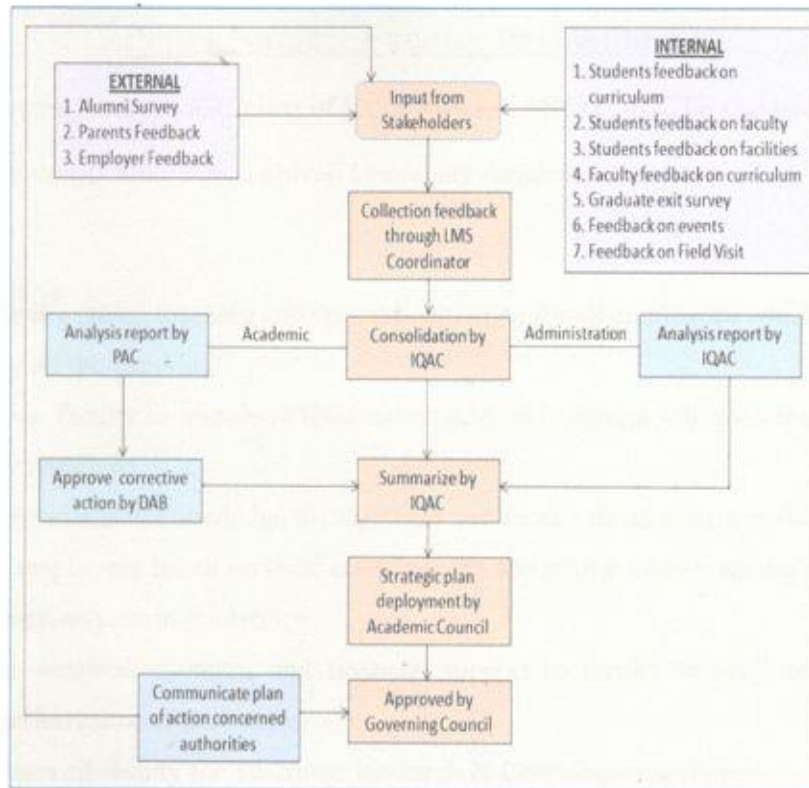 EXTERNAL
1. Alumni Survey
2. Parents Feedback
3. Employer Feedback
Input from
Stakeholders
INTERNAL
1. Students feedback on
curriculum
2. Students feedback on faculty
3. Students feedback on facilities
4. Faculty feedback on curriculum
5. Graduate exit survey
6. Feedback on events
7. Feedback on Field Visit
Collection feedback
through LMS
Coordinator
Analysis report by
PAC
Academic
Consolidation by
IQAC
Administration
Analysis report by
IQAC
Approve corrective
action by DAB
Summarize by
IQAC
Strategic plan
deployment by
Academic Council
Communicate plan
of action concerned
authorities
Approved by
Governing Council